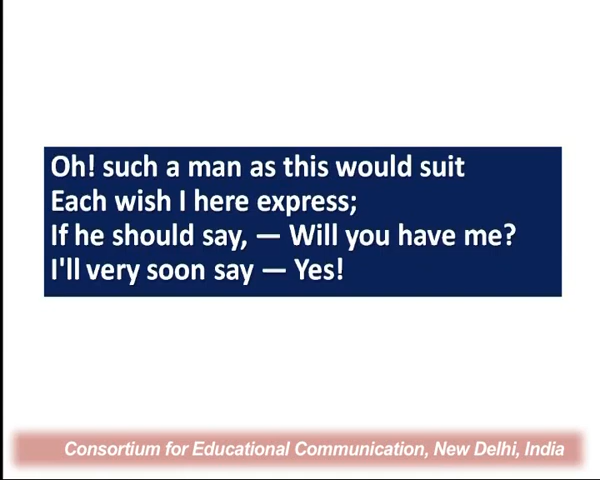 Oh! such a man as this would suit
Each wish I here express;
If he should say, — Will you have me?
I'll very soon say — Yes!
Consortium for Educational Communication, New Delhi, India